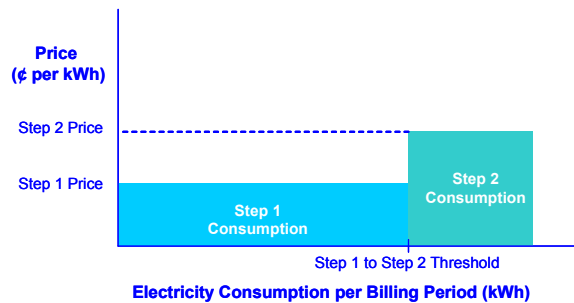 Price
(¢ per kWh)
Step 2 Price
Step 1 Price
Step 1
Consumption
Step 2
Consumption
Step 1 to Step 2 Threshold
Electricity Consumption per Billing Period (kWh)